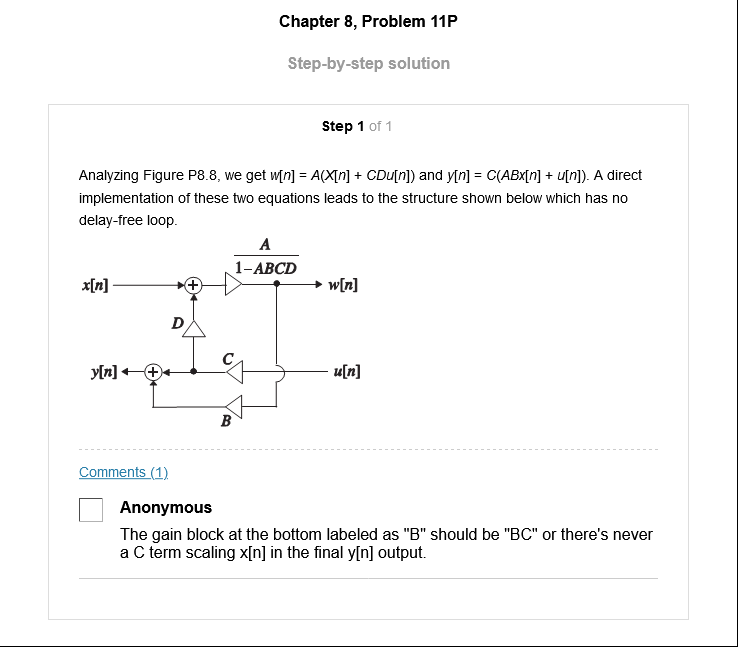 Chapter 8, Problem 11P
Step-by-step solution
Step 1 of 1
Analyzing Figure P8.8, we get w[n] = A(X[n] + CDu[n]) and y[n] = C(ABx[n] + u[n]). A direct
implementation of these two equations leads to the structure shown below which has no
delay-free loop.
A
1−ABCD
x[n]
+
w[n]
D
C
y[n]
+
u[n]
B
Comments (1)
Anonymous
The gain block at the bottom labeled as "B" should be "BC" or there's never
a C term scaling x[n] in the final y[n] output.